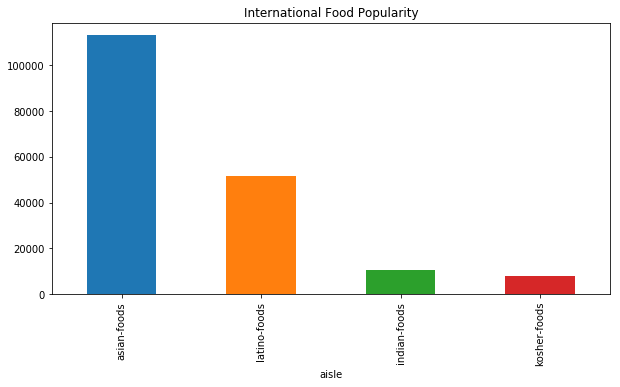 International Food Popularity
100000
80000
60000
40000
20000
0
asian-foods
latino-foods
indian-foods
kosher-foods
aisle